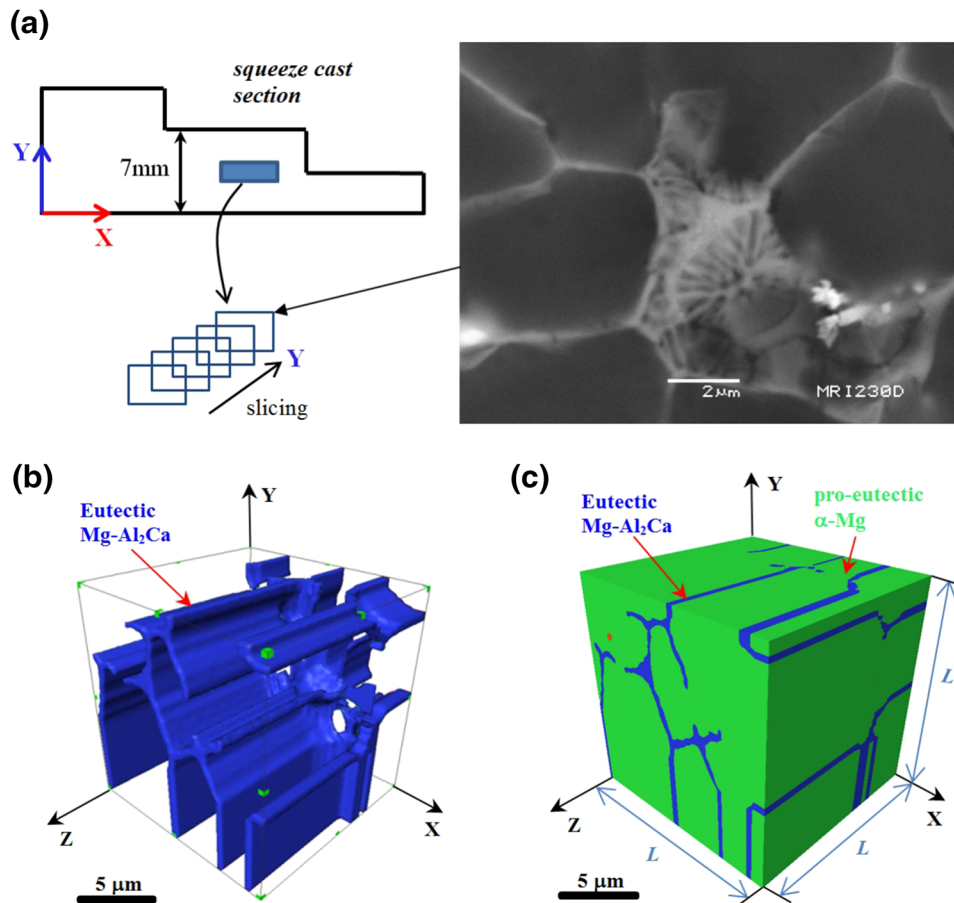 (a)
squeeze cast
section
Y
7mm
X
Y
slicing
2μm
MRI230D
(b)
Y
Eutectic
Mg-Al₂Ca
Z
X
5 μm
(c)
Y
Eutectic
Mg-Al₂Ca
pro-eutectic
α-Mg
L
Z
X
L
L
5 μm